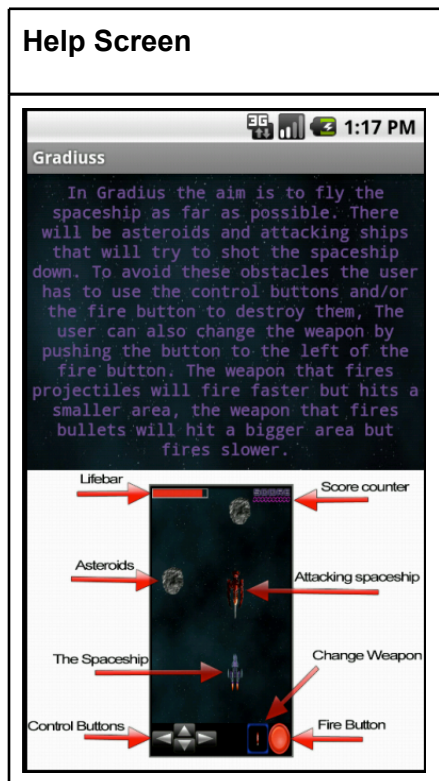 Help Screen
3G 1:17 PM
Gradiuss
In Gradius the aim is to fly the
spaceship as far as possible. There
will be asteroids and attacking ships
that will try to shot the spaceship
down. To avoid these obstacles the user
has to use the control buttons and/or
the fire button to destroy them, The
user can also change the weapon by
pushing the button to the left of the
fire button. The weapon that fires
projectiles will fire faster but hits a
smaller area, the weapon that fires
bullets will hit a bigger area but
fires slower.
Lifebar
Score counter
Asteroids
Attacking spaceship
The Spaceship
Change Weapon
Control Buttons
Fire Button